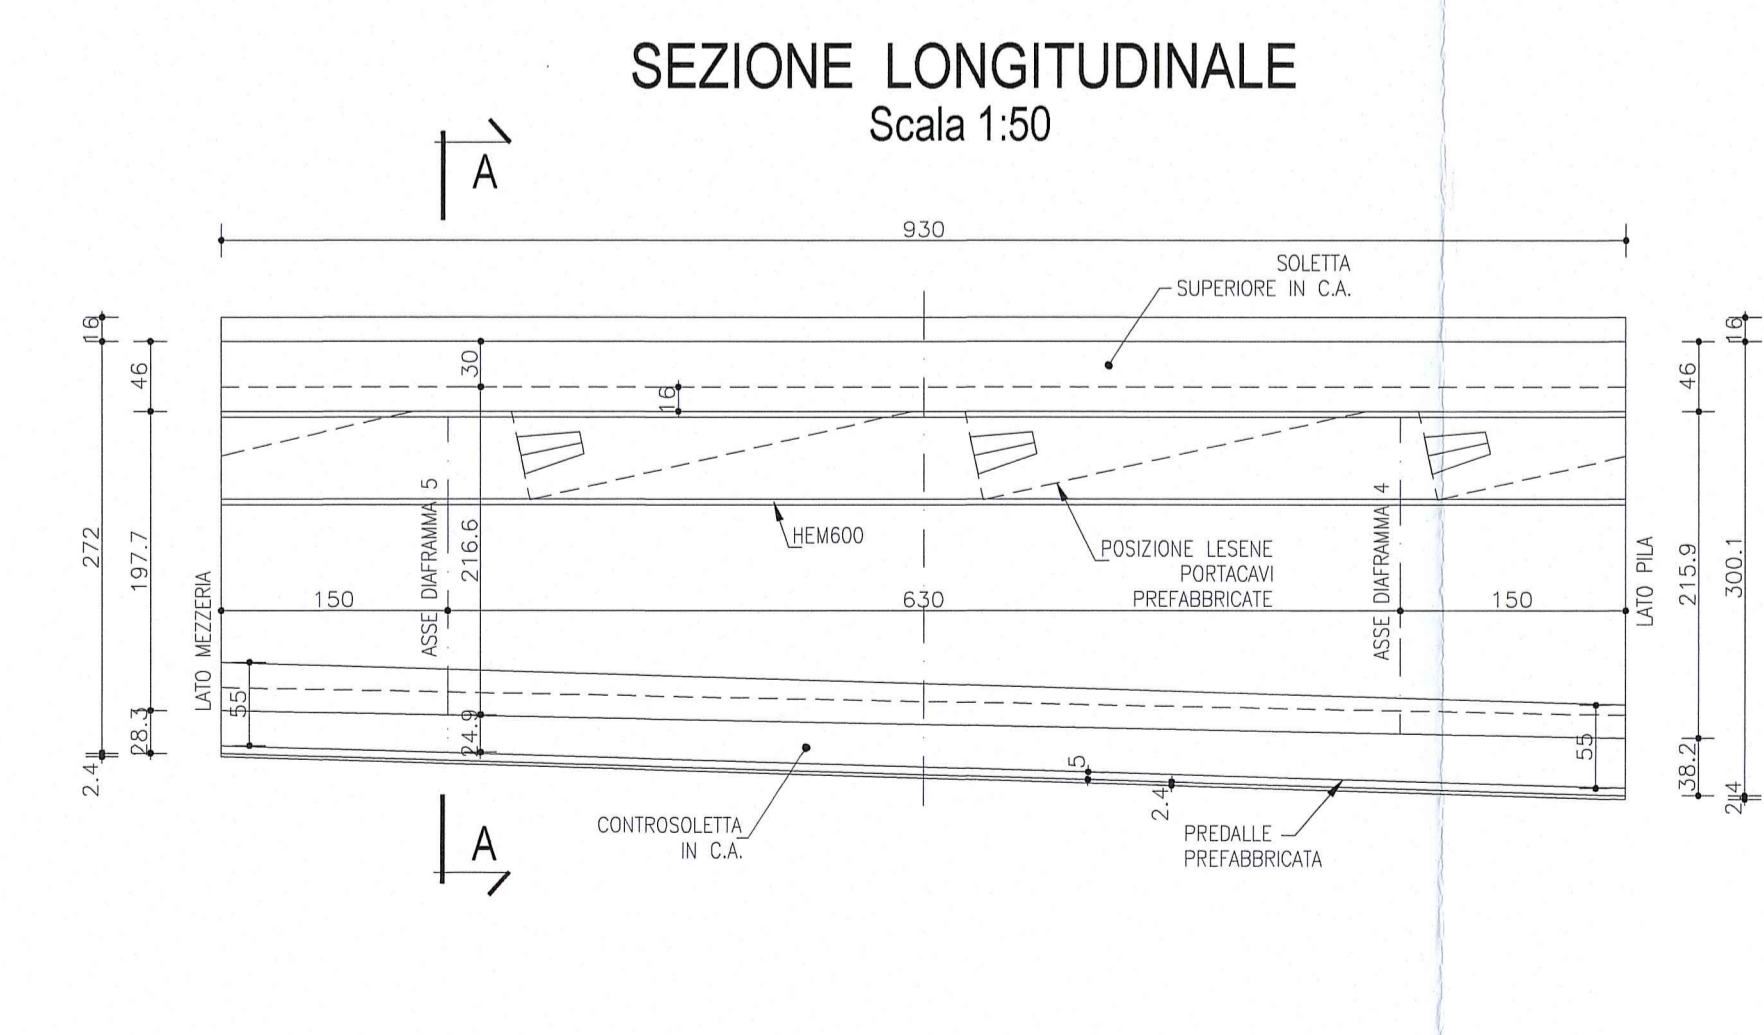 SEZIONE LONGITUDINALE
Scala 1:50
A
930
SOLETTA
SUPERIORE IN C.A.
16
46
30
16
272
197.7
28.3
2.4
LATO MEZZERIA
55
150
ASSE DIAFRAMMA 5
216.6
24.9
HEM600
630
POSIZIONE LESENE
PORTACAVI
PREFABBRICATE
ASSE DIAFRAMMA 4
150
LATO PILA
16
46
215.9
300.1
38.2
2.4
55
5
2.4
A
CONTROSOLETTA
IN C.A.
PREDALLE
PREFABBRICATA